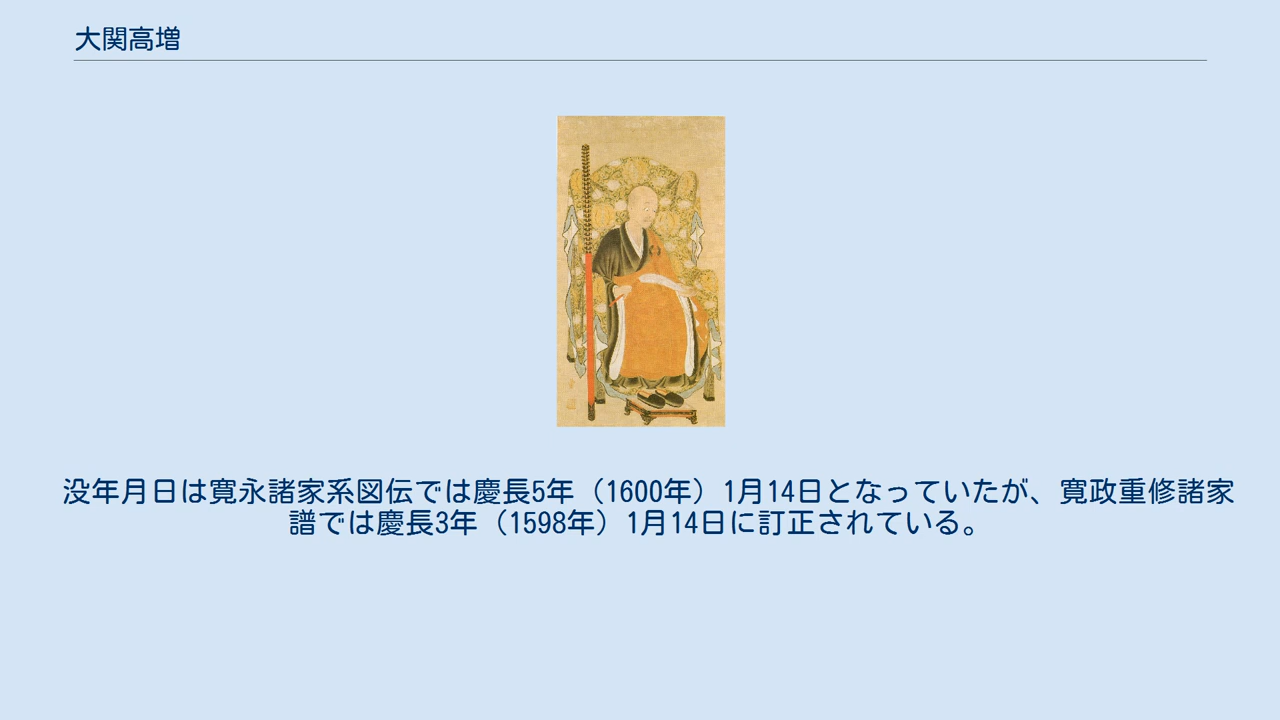 大関高増
没年月日は寛永諸家系図伝では慶長5年（1600年）1月14日となっていたが、寛政重修諸家
譜では慶長3年（1598年）1月14日に訂正されている。